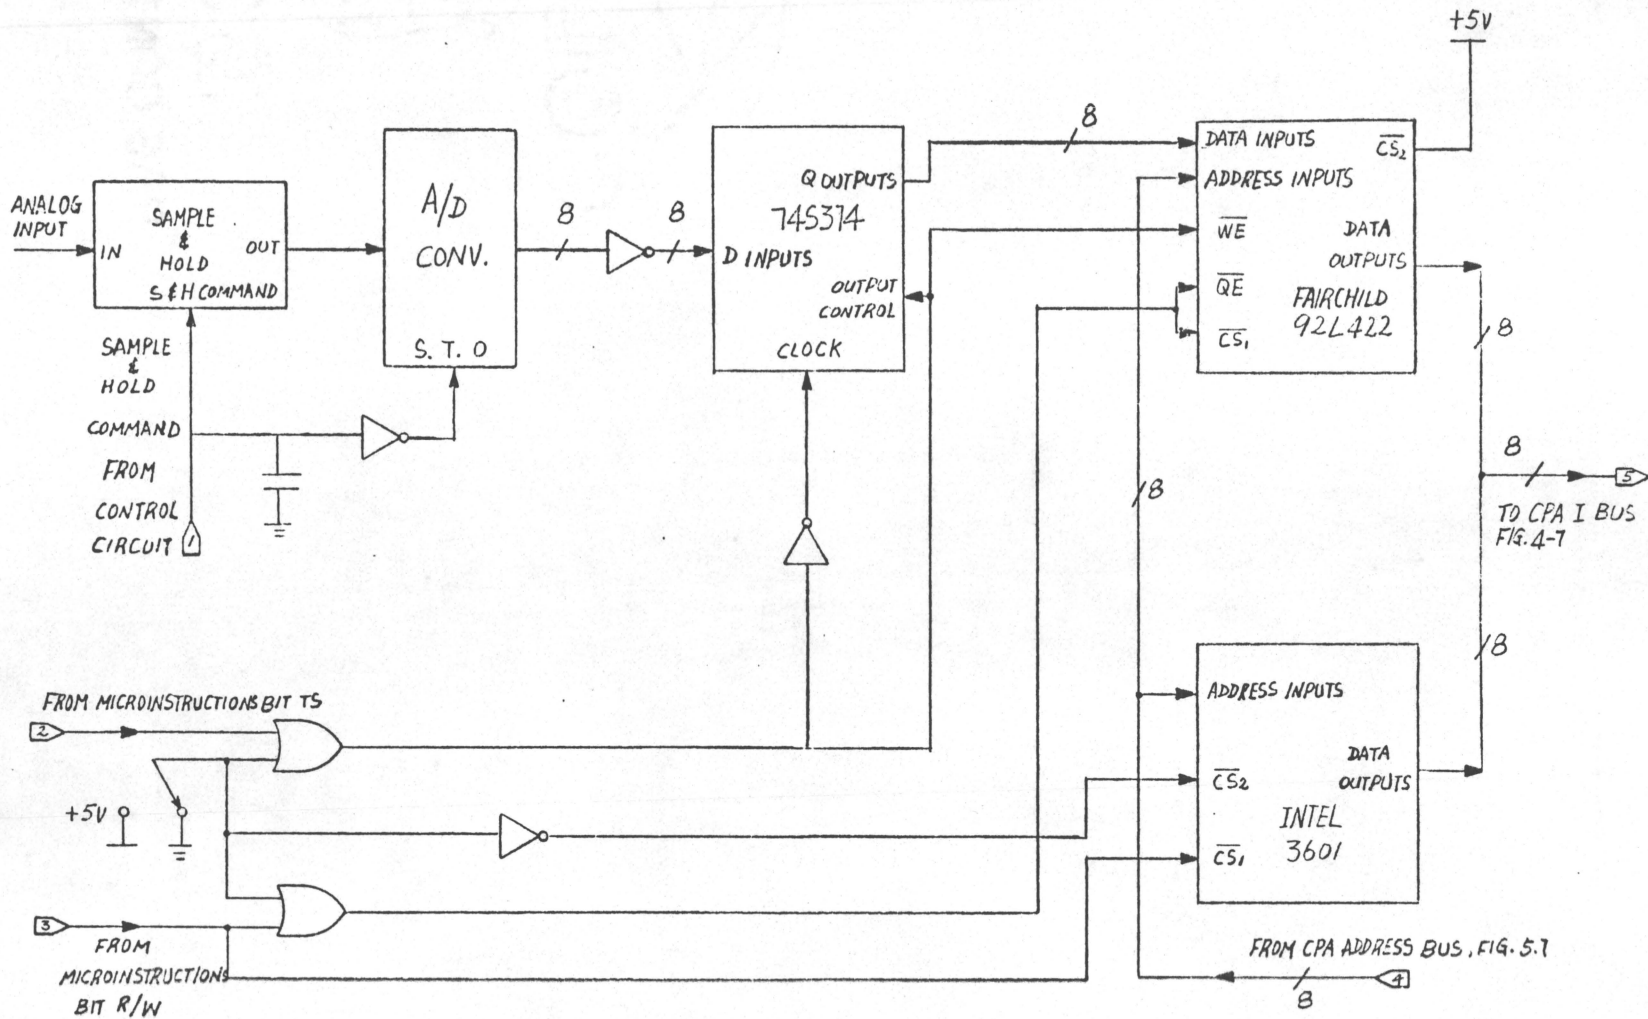 +5V
8
DATA INPUTS
CS2
ADDRESS INPUTS
WE
DATA
OUTPUTS
QE
FAIRCHILD
92L422
CS1
8
ANALOG
INPUT
IN
SAMPLE
&
HOLD
OUT
S & H COMMAND
A/D
CONV.
S. T. O
8
8
Q OUTPUTS
74S374
D INPUTS
OUTPUT
CONTROL
CLOCK
SAMPLE
&
HOLD
COMMAND
FROM
CONTROL
CIRCUIT
1
8
8
5
TO CPA I BUS
FIG. 4-7
8
FROM MICROINSTRUCTIONS BIT TS
2
+5V
ADDRESS INPUTS
DATA
OUTPUTS
CS2
INTEL
3601
CS1
3
FROM
MICROINSTRUCTIONS
BIT R/W
FROM CPA ADDRESS BUS, FIG. 5.7
4
8